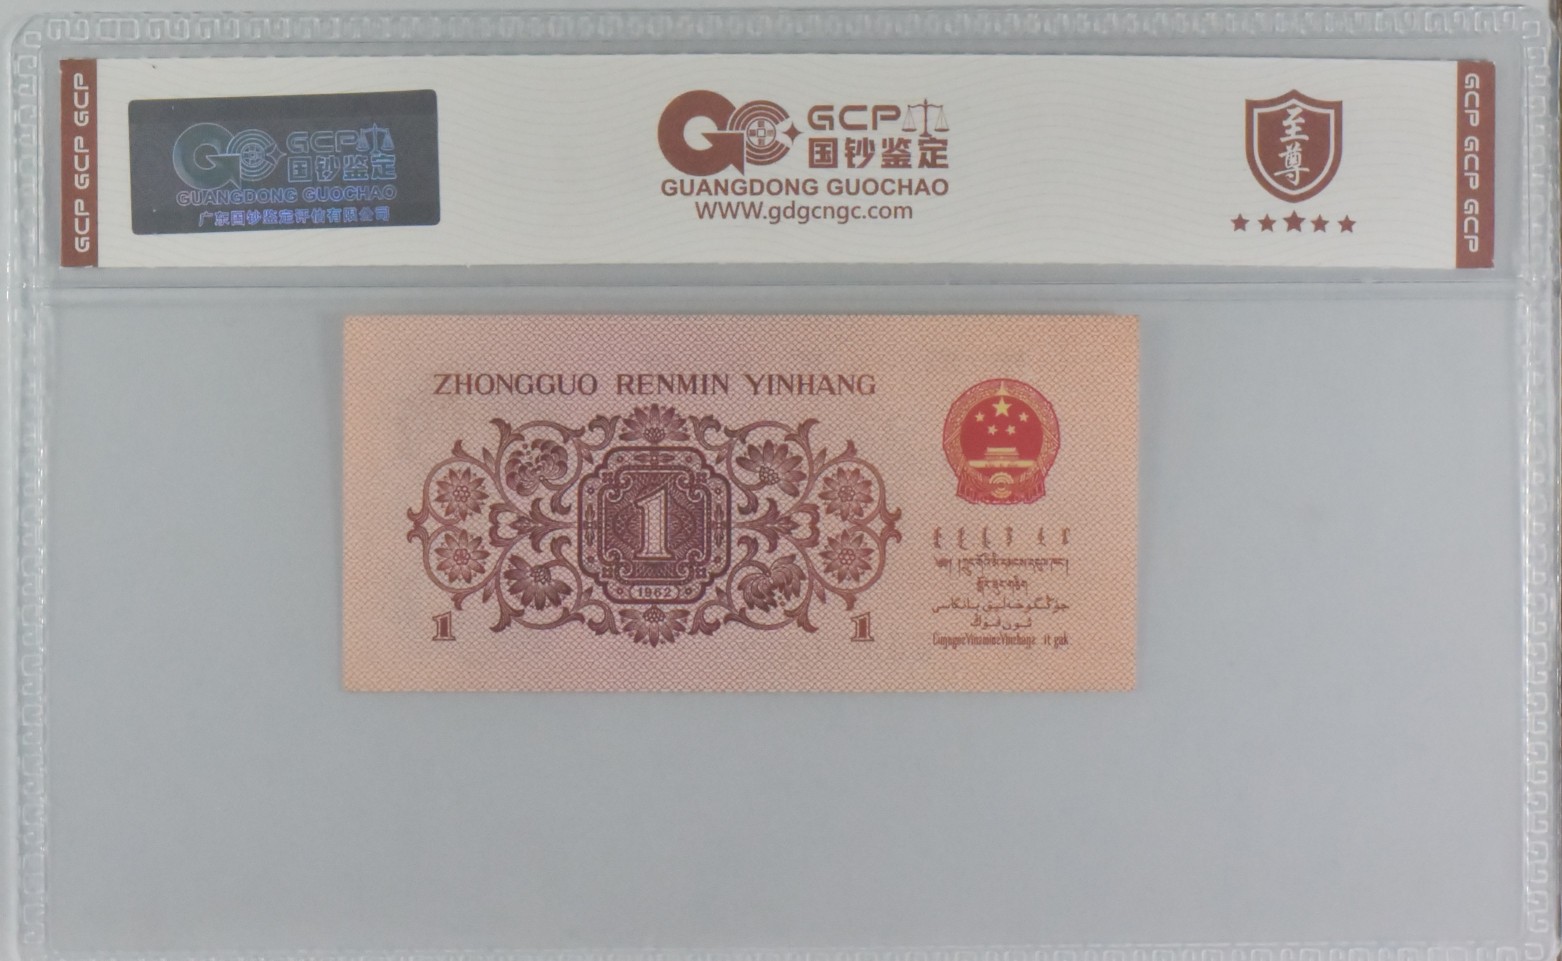 GCP GCP GCP
GCP
国钞鉴定
GUANGDONG GUOCHAO
广东国钞鉴定评估有限公司
GCP
国钞鉴定
GUANGDONG GUOCHAO
WWW.gdgcngc.com
至尊
GCP GCP GCP
ZHONGGUO RENMIN YINHANG
1
1962
1
1